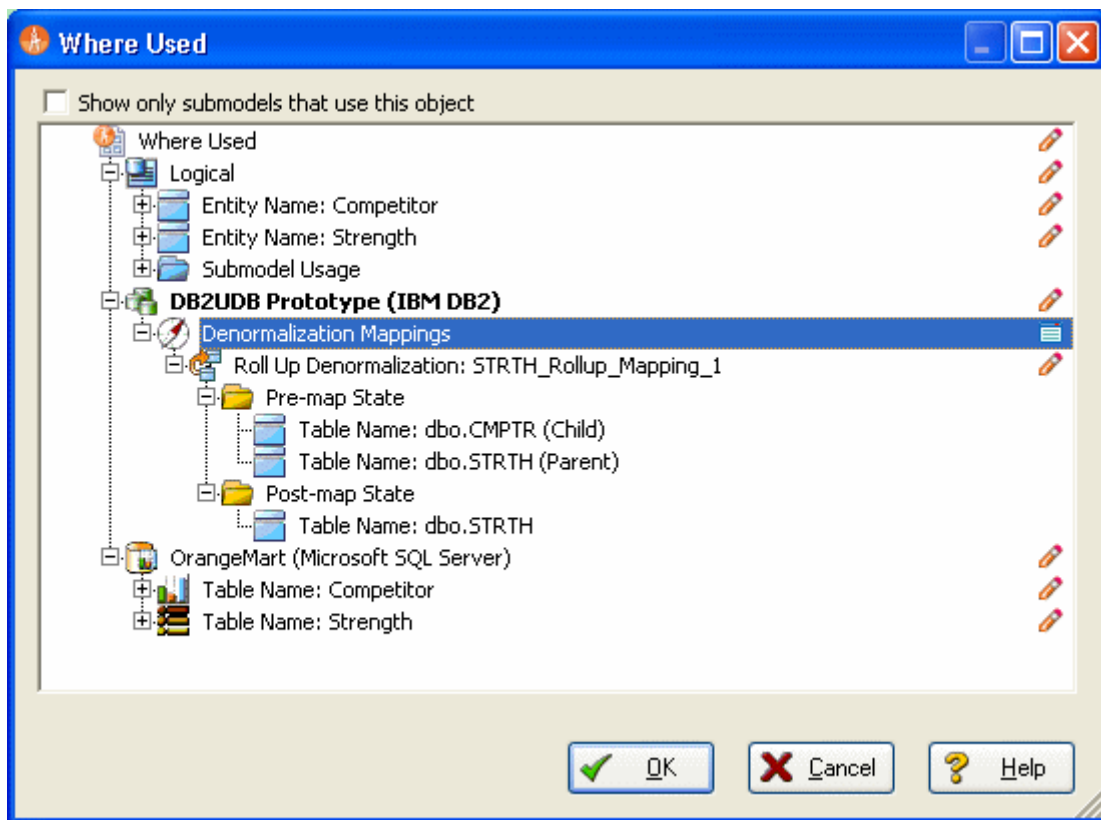 Where Used
Show only submodels that use this object
Where Used
Logical
Entity Name: Competitor
Entity Name: Strength
Submodel Usage
DB2UDB Prototype (IBM DB2)
Denormalization Mappings
Roll Up Denormalization: STRTH_Rollup_Mapping_1
Pre-map State
Table Name: dbo.CMPTR (Child)
Table Name: dbo.STRTH (Parent)
Post-map State
Table Name: dbo.STRTH
OrangeMart (Microsoft SQL Server)
Table Name: Competitor
Table Name: Strength
OK Cancel Help